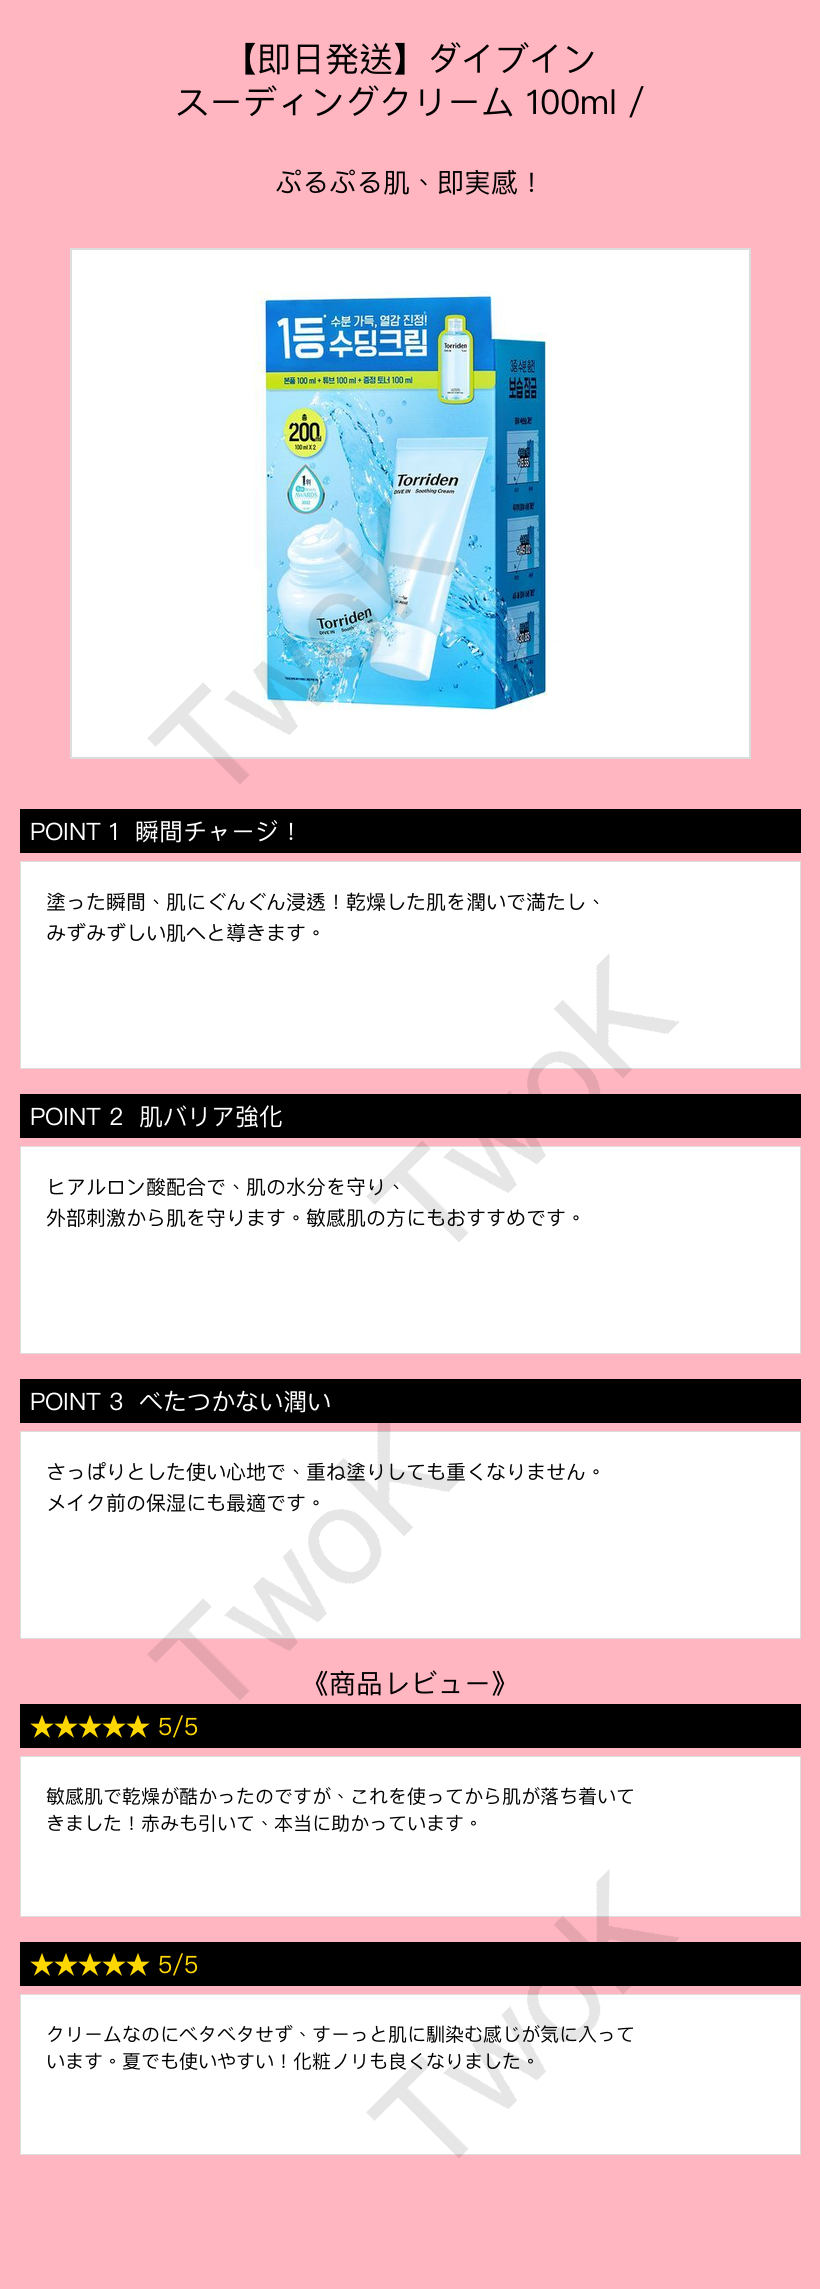 【即日発送】ダイブイン
スーディングクリーム 100ml /
ぷるぷる肌、即実感！
1등
수분 가득, 열감 진정!
수딩크림
본품 100 ml + 튜브 100 ml + 증정 토너 100 ml
Torriden
총
200ml
100 ml X 2
1위
AWARDS
Torriden
DIVE IN Soothing Cream
Torriden
DIVE IN
보습 잠금
TwoK
POINT 1 瞬間チャージ！
塗った瞬間、肌にぐんぐん浸透！乾燥した肌を潤いで満たし、
みずみずしい肌へと導きます。
TwoK
POINT 2 肌バリア強化
ヒアルロン酸配合で、肌の水分を守り、
外部刺激から肌を守ります。敏感肌の方にもおすすめです。
POINT 3 べたつかない潤い
さっぱりとした使い心地で、重ね塗りしても重くなりません。
メイク前の保湿にも最適です。
TwoK
《商品レビュー》
★★★★★ 5/5
敏感肌で乾燥が酷かったのですが、これを使ってから肌が落ち着いて
きました！赤みも引いて、本当に助かっています。
★★★★★ 5/5
クリームなのにベタベタせず、すーっと肌に馴染む感じが気に入って
います。夏でも使いやすい！化粧ノリも良くなりました。
TwoK